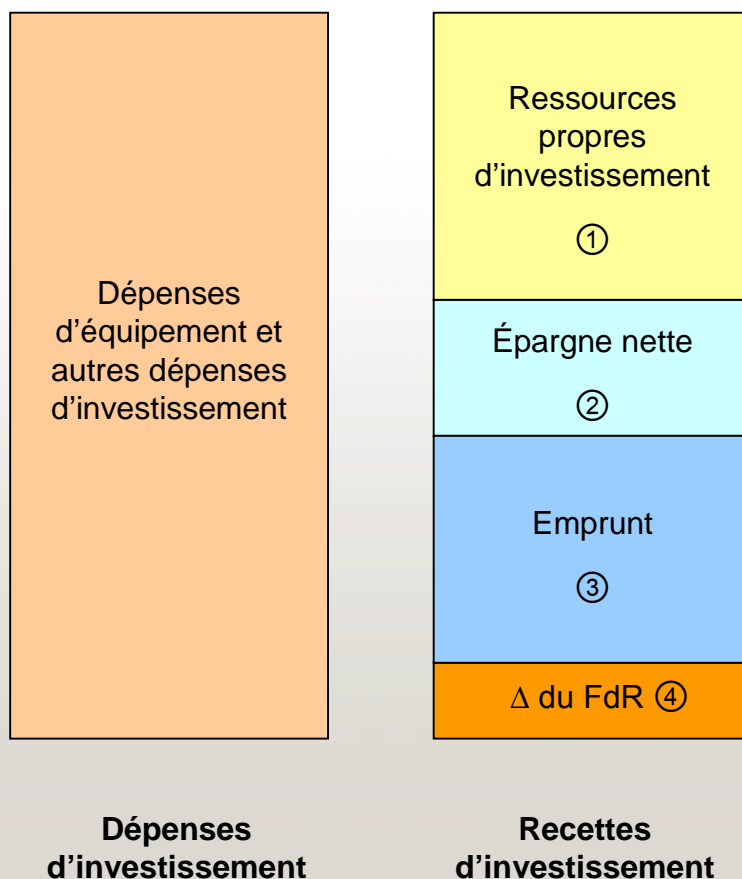 Dépenses
d’équipement et
autres dépenses
d’investissement
Ressources
propres
d’investissement
①
Épargne nette
②
Emprunt
③
Δ du FdR ④
Dépenses
d’investissement
Recettes
d’investissement